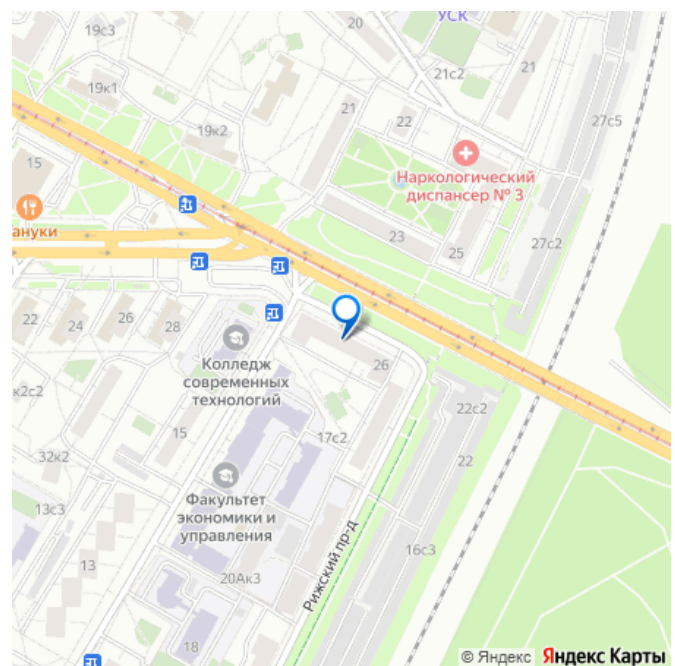 19с3
20
УСК
21с2
21
19к1
21
22
27с5
19к2
Наркологический
диспансер № 3
15
ануки
23
25
27с2
22
24
26
28
Колледж
современных
технологий
26
к2с2
15
17с2
22с2
22
32к2
13с3
Факультет
экономики и
управления
16с3
13
20Ак3
Рижский пр-д
18
© Яндекс Яндекс Карты